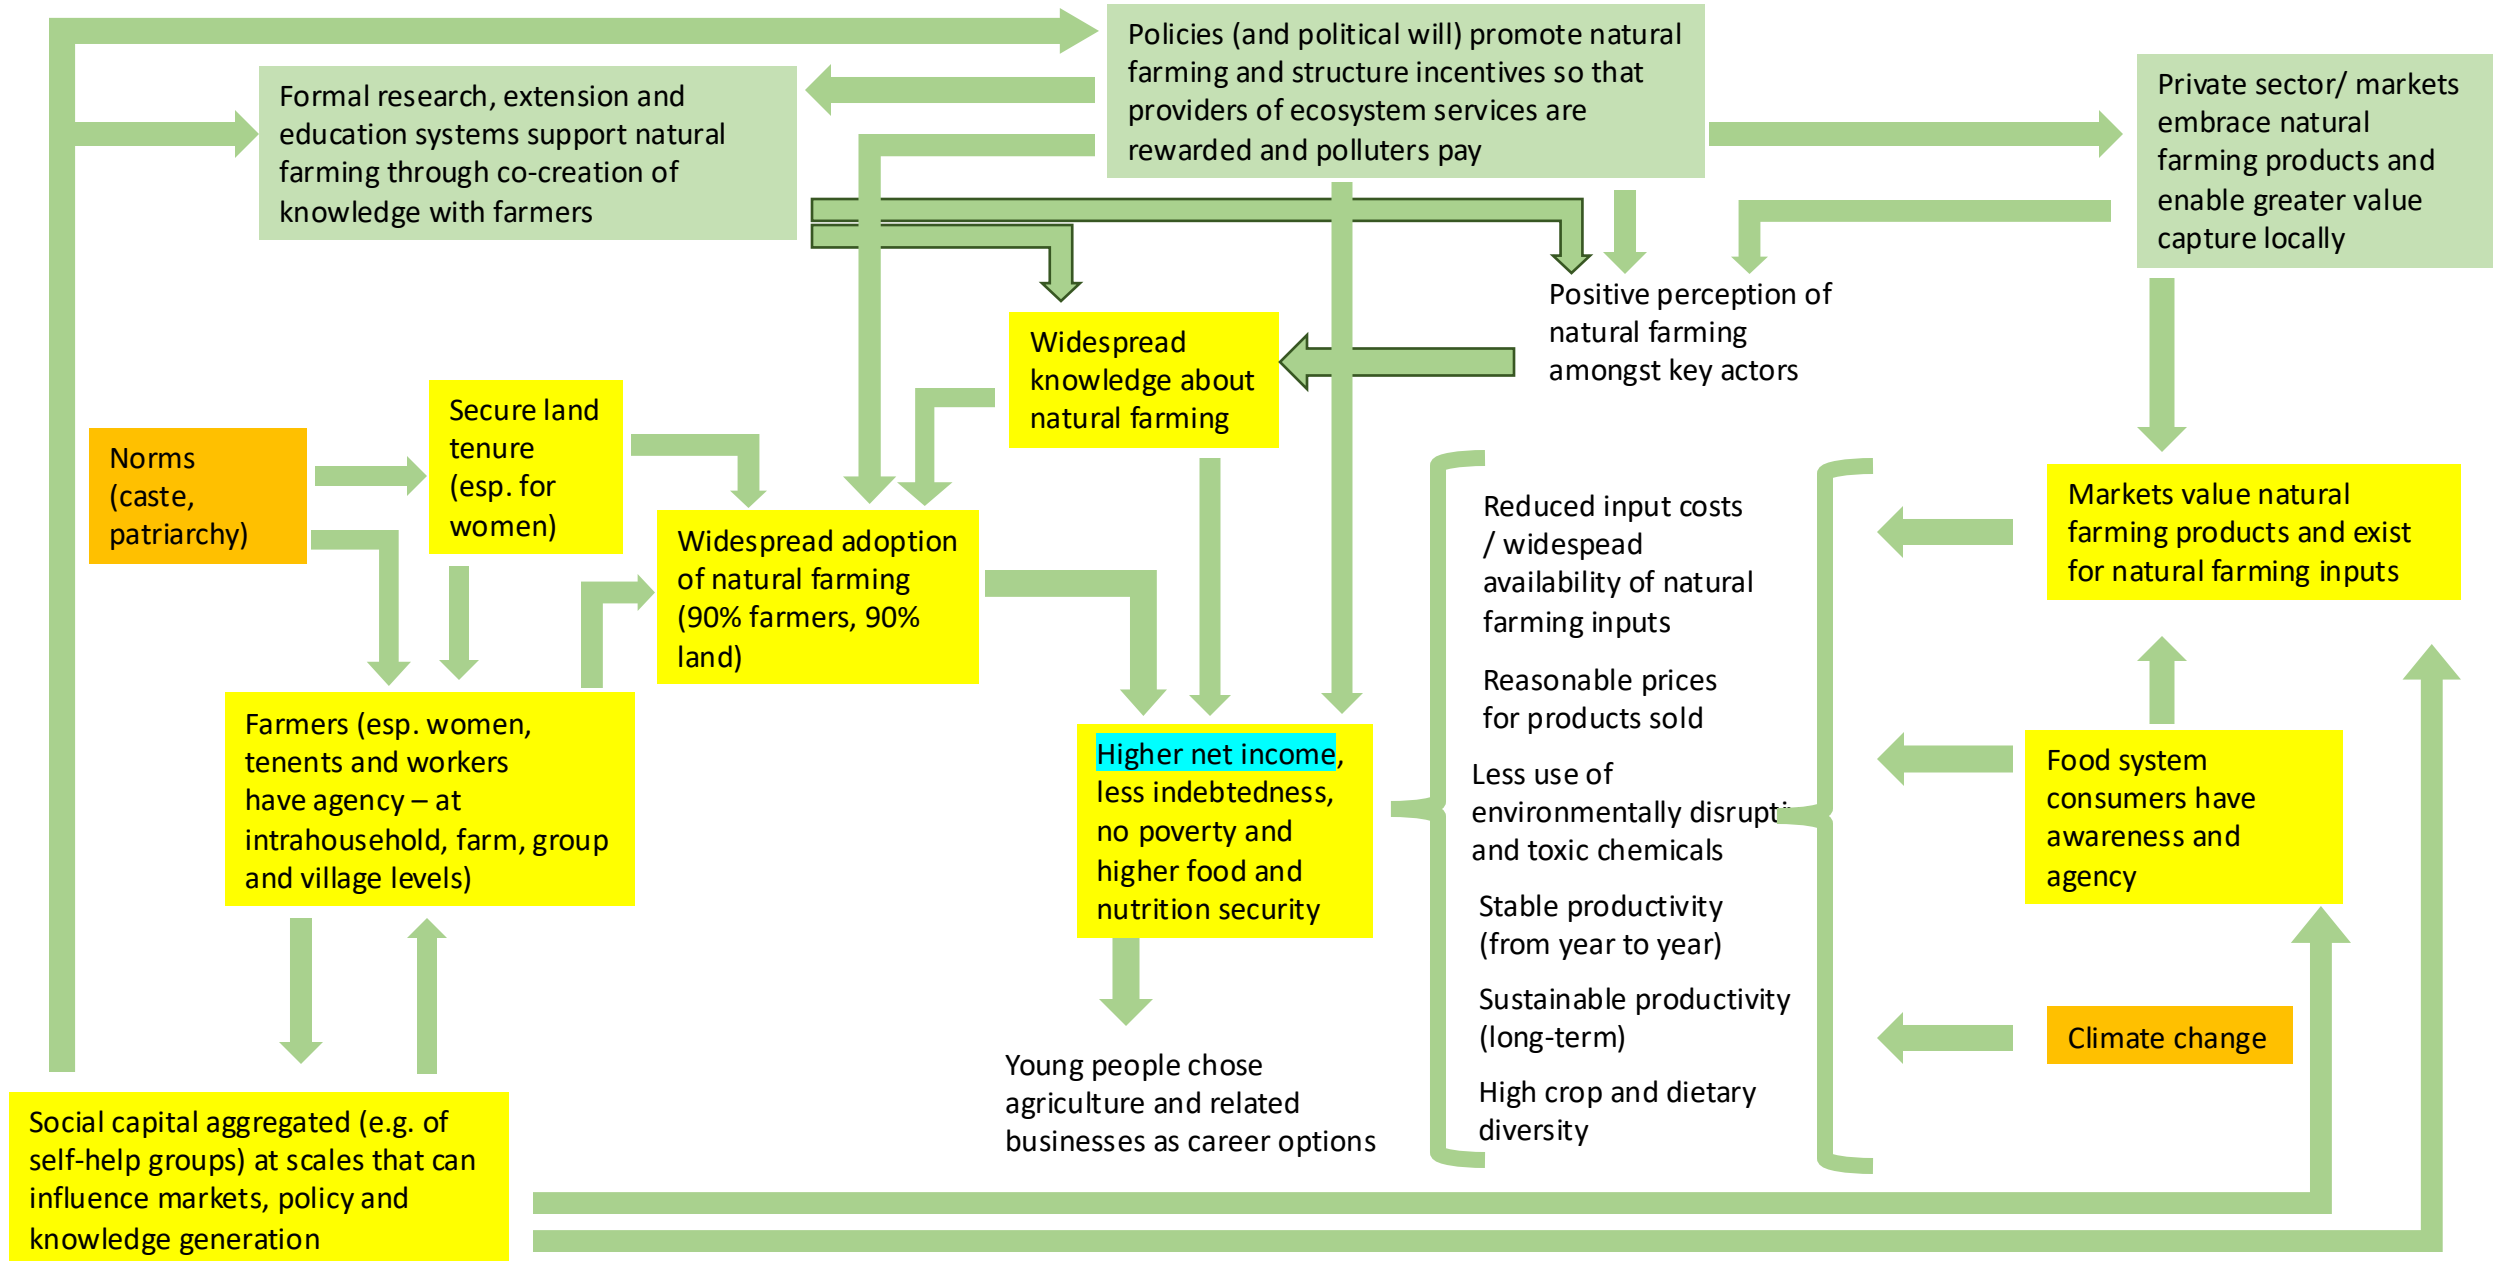 Policies (and political will) promote natural
farming and structure incentives so that
providers of ecosystem services are
rewarded and polluters pay
Formal research, extension and
education systems support natural
farming through co-creation of
knowledge with farmers
Private sector/ markets
embrace natural
farming products and
enable greater value
capture locally
Positive perception of
natural farming
amongst key actors
Widespread
knowledge about
natural farming
Secure land
tenure
(esp. for
women)
Norms
(caste,
patriarchy)
Widespread adoption
of natural farming
(90% farmers, 90%
land)
Reduced input costs
/ widespead
availability of natural
farming inputs
Reasonable prices
for products sold
Less use of
environmentally disrupti
and toxic chemicals
Stable productivity
(from year to year)
Sustainable productivity
(long-term)
High crop and dietary
diversity
Markets value natural
farming products and exist
for natural farming inputs
Farmers (esp. women,
tenents and workers
have agency – at
intrahousehold, farm, group
and village levels)
Higher net income,
less indebtedness,
no poverty and
higher food and
nutrition security
Food system
consumers have
awareness and
agency
Climate change
Young people chose
agriculture and related
businesses as career options
Social capital aggregated (e.g. of
self-help groups) at scales that can
influence markets, policy and
knowledge generation